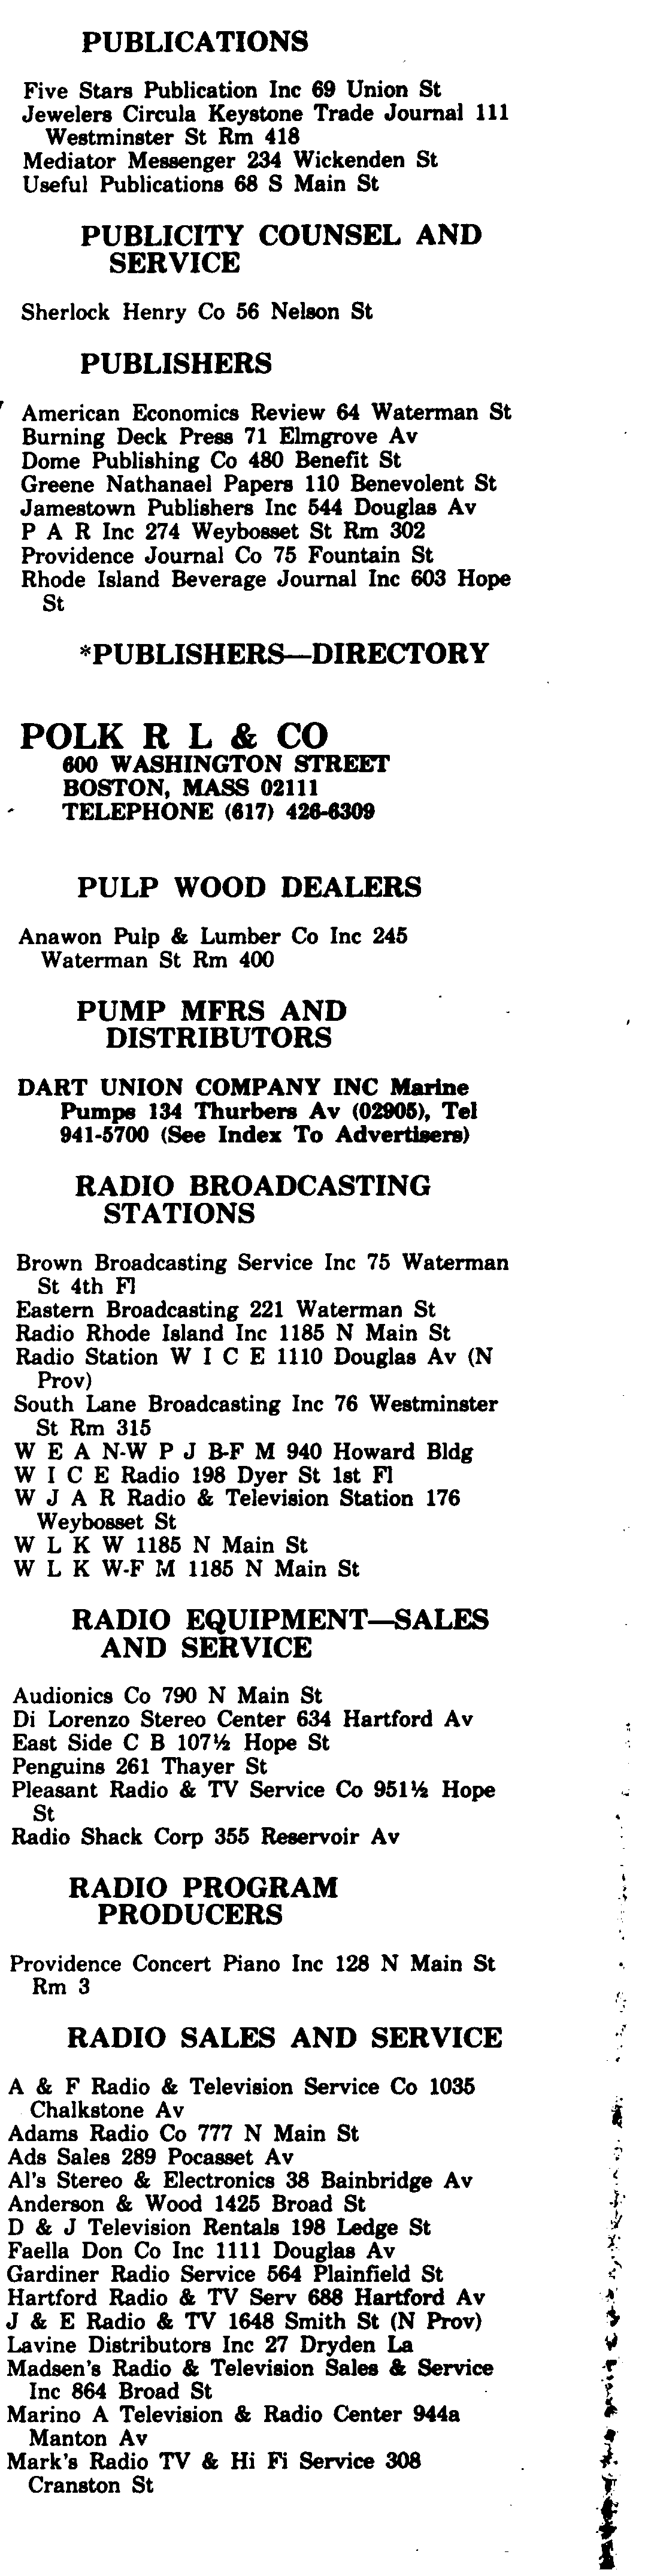 PUBLICATIONS
Five Stars Publication Inc 69 Union St
Jewelers Circula Keystone Trade Journal 111
Westminster St Rm 418
Mediator Messenger 234 Wickenden St
Useful Publications 68 S Main St
PUBLICITY COUNSEL AND
SERVICE
Sherlock Henry Co 56 Nelson St
PUBLISHERS
American Economics Review 64 Waterman St
Burning Deck Press 71 Elmgrove Av
Dome Publishing Co 480 Benefit St
Greene Nathanael Papers 110 Benevolent St
Jamestown Publishers Inc 544 Douglas Av
P A R Inc 274 Weybosset St Rm 302
Providence Journal Co 75 Fountain St
Rhode Island Beverage Journal Inc 603 Hope
St
*PUBLISHERS—DIRECTORY
POLK R L & CO
600 WASHINGTON STREET
BOSTON, MASS 02111
TELEPHONE (617) 426-6309
PULP WOOD DEALERS
Anawon Pulp & Lumber Co Inc 245
Waterman St Rm 400
PUMP MFRS AND
DISTRIBUTORS
DART UNION COMPANY INC Marine
Pumps 134 Thurbers Av (02905), Tel
941-5700 (See Index To Advertisers)
RADIO BROADCASTING
STATIONS
Brown Broadcasting Service Inc 75 Waterman
St 4th Fl
Eastern Broadcasting 221 Waterman St
Radio Rhode Island Inc 1185 N Main St
Radio Station W I C E 1110 Douglas Av (N
Prov)
South Lane Broadcasting Inc 76 Westminster
St Rm 315
W E A N-W P J B-F M 940 Howard Bldg
W I C E Radio 198 Dyer St 1st Fl
W J A R Radio & Television Station 176
Weybosset St
W L K W 1185 N Main St
W L K W-F M 1185 N Main St
RADIO EQUIPMENT—SALES
AND SERVICE
Audionics Co 790 N Main St
Di Lorenzo Stereo Center 634 Hartford Av
East Side C B 107½ Hope St
Penguins 261 Thayer St
Pleasant Radio & TV Service Co 951½ Hope
St
Radio Shack Corp 355 Reservoir Av
RADIO PROGRAM
PRODUCERS
Providence Concert Piano Inc 128 N Main St
Rm 3
RADIO SALES AND SERVICE
A & F Radio & Television Service Co 1035
Chalkstone Av
Adams Radio Co 777 N Main St
Ads Sales 289 Pocasset Av
Al's Stereo & Electronics 38 Bainbridge Av
Anderson & Wood 1425 Broad St
D & J Television Rentals 198 Ledge St
Faella Don Co Inc 1111 Douglas Av
Gardiner Radio Service 564 Plainfield St
Hartford Radio & TV Serv 688 Hartford Av
J & E Radio & TV 1648 Smith St (N Prov)
Lavine Distributors Inc 27 Dryden La
Madsen's Radio & Television Sales & Service
Inc 864 Broad St
Marino A Television & Radio Center 944a
Manton Av
Mark's Radio TV & Hi Fi Service 308
Cranston St